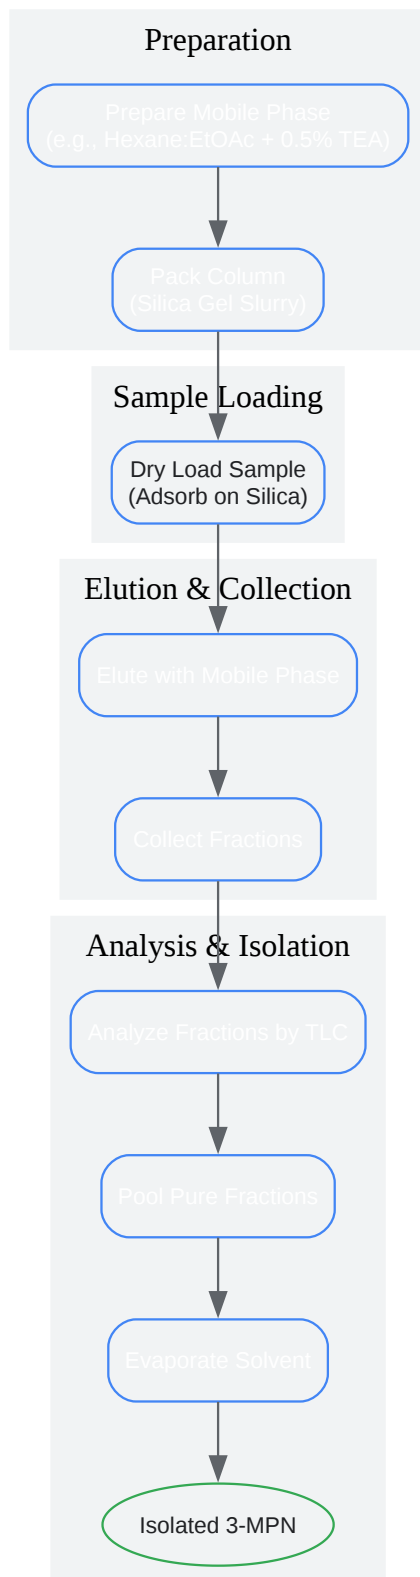 Preparation
Prepare Mobile Phase
(e.g., Hexane:EtOAc + 0.5% TEA)
Pack Column
(Silica Gel Slurry)
Sample Loading
Dry Load Sample
(Adsorb on Silica)
Elution & Collection
Elute with Mobile Phase
Collect Fractions
Analysis & Isolation
Analyze Fractions by TLC
Pool Pure Fractions
Evaporate Solvent
Isolated 3-MPN